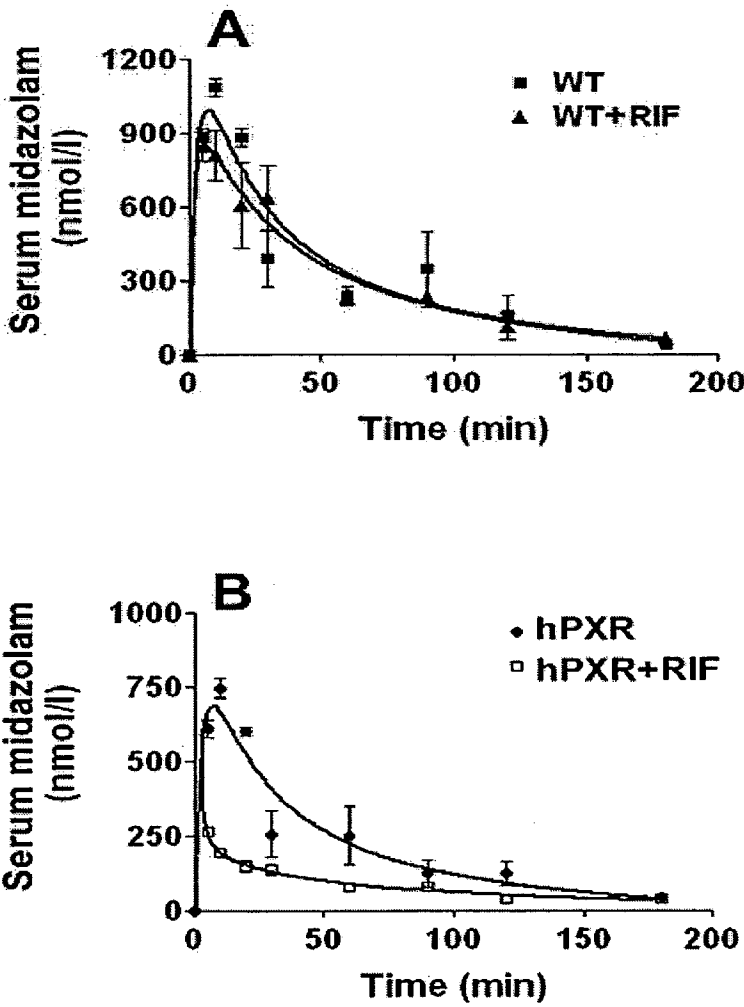 A
1200
900
600
300
0
Serum midazolam
(nmol/l)
WT
WT+RIF
0 50 100 150 200
Time (min)
B
1000
750
500
250
0
Serum midazolam
(nmol/l)
hPXR
hPXR+RIF
0 50 100 150 200
Time (min)